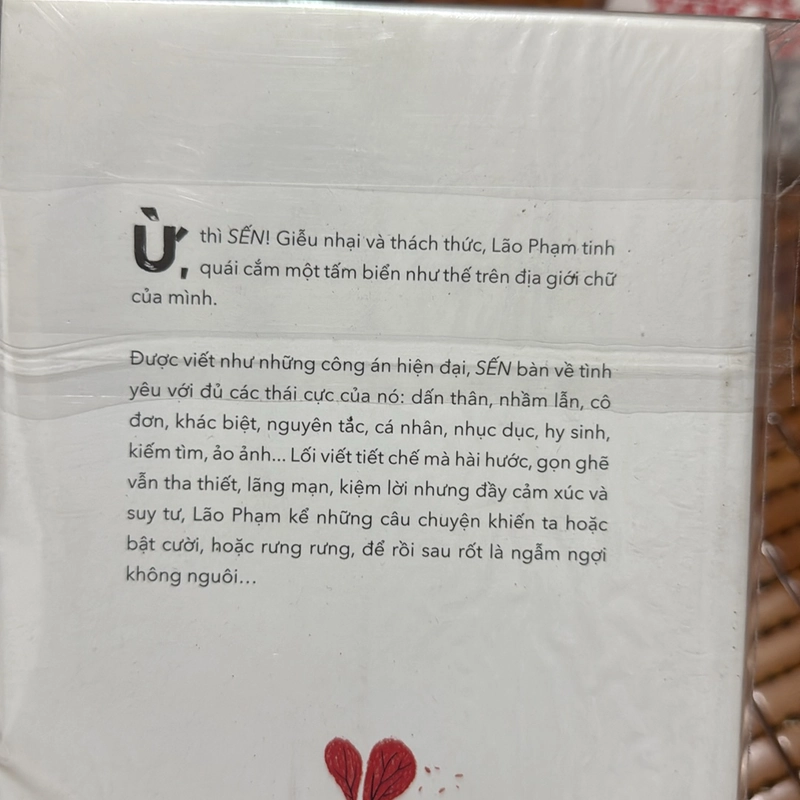 Ừ, thì SẾN! Giễu nhại và thách thức, Lão Phạm tinh
quái cắm một tấm biển như thế trên địa giới chữ
của mình.
Được viết như những công án hiện đại, SẾN bàn về tình
yêu với đủ các thái cực của nó: dấn thân, nhầm lẫn, cô
đơn, khác biệt, nguyên tắc, cá nhân, nhục dục, hy sinh,
kiếm tìm, ảo ảnh... Lối viết tiết chế mà hài hước, gọn ghẽ
vẫn tha thiết, lãng mạn, kiệm lời nhưng đầy cảm xúc và
suy tư, Lão Phạm kể những câu chuyện khiến ta hoặc
bật cười, hoặc rưng rưng, để rồi sau rốt là ngẫm ngợi
không nguôi...